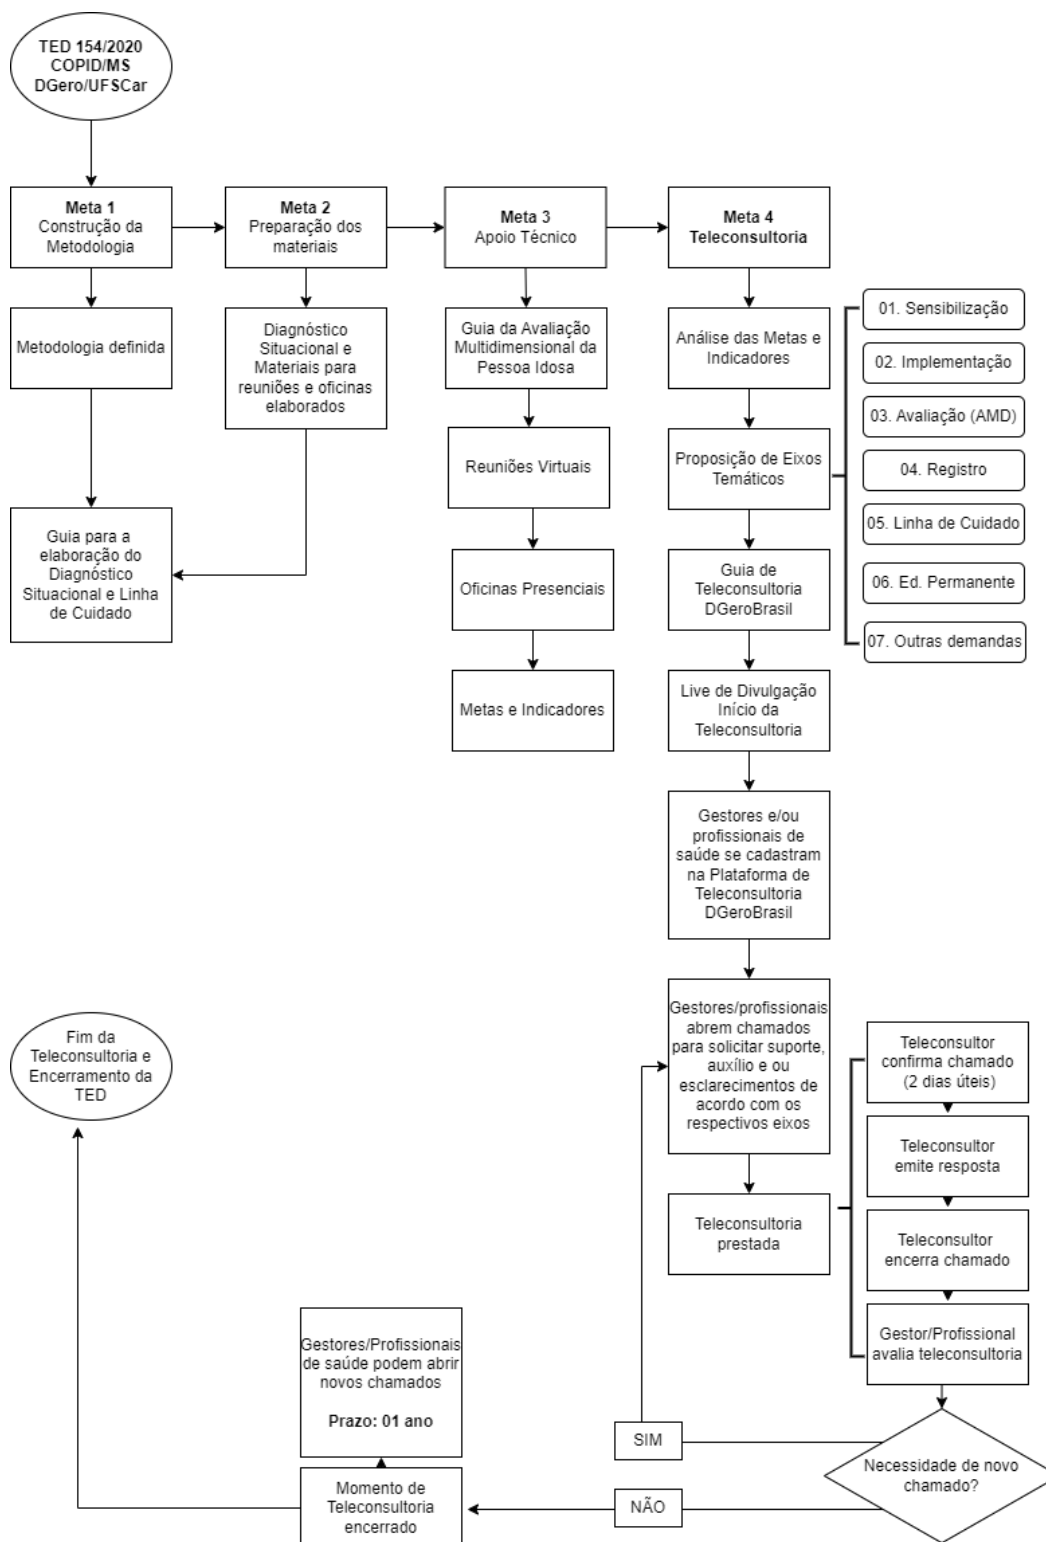 TED 154/2020
COPID/MS
DGero/UFSCar
Meta 1
Construção da
Metodologia
Meta 2
Preparação dos
materiais
Meta 3
Apoio Técnico
Meta 4
Teleconsultoria
Metodologia definida
Diagnóstico
Situacional e
Materiais para
reuniões e oficinas
elaborados
Guia da Avaliação
Multidimensional da
Pessoa Idosa
Análise das Metas e
Indicadores
01. Sensibilização
02. Implementação
03. Avaliação (AMD)
04. Registro
05. Linha de Cuidado
06. Ed. Permanente
07. Outras demandas
Reuniões Virtuais
Proposição de Eixos
Temáticos
Guia para a
elaboração do
Diagnóstico
Situacional e Linha
de Cuidado
Oficinas Presenciais
Guia de
Teleconsultoria
DGeroBrasil
Metas e Indicadores
Live de Divulgação
Início da
Teleconsultoria
Gestores e/ou
profissionais de
saúde se cadastram
na Plataforma de
Teleconsultoria
DGeroBrasil
Gestores/profissionais
abrem chamados
para solicitar suporte,
auxílio e ou
esclarecimentos de
acordo com os
respectivos eixos
Teleconsultoria
prestada
Teleconsultor
confirma chamado
(2 dias úteis)
Teleconsultor
emite resposta
Teleconsultor
encerra chamado
Gestor/Profissional
avalia teleconsultoria
Necessidade de novo
chamado?
SIM
NÃO
Gestores/Profissionais
de saúde podem abrir
novos chamados
Prazo: 01 ano
Momento de
Teleconsultoria
encerrado
Fim da
Teleconsultoria e
Encerramento da
TED